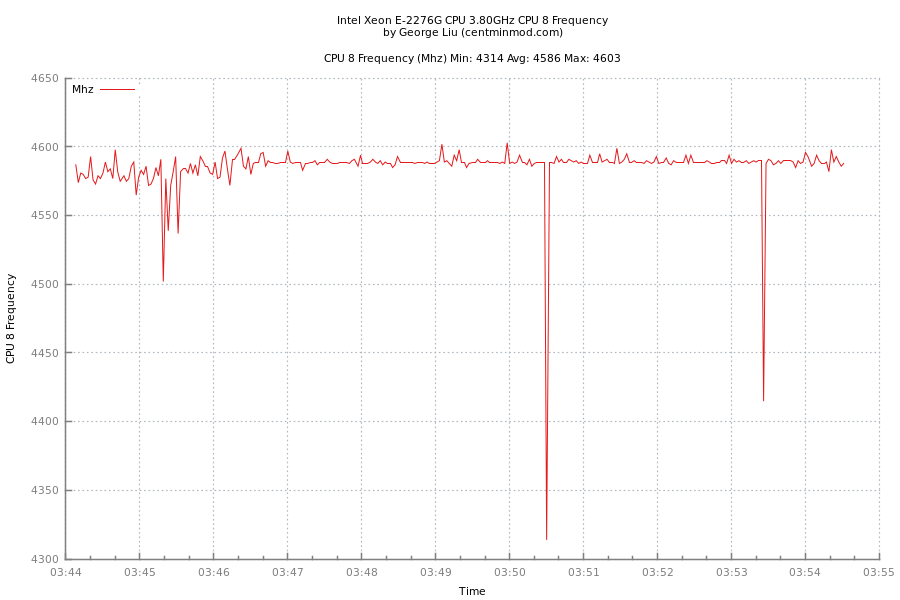 Intel Xeon E-2276G CPU 3.80GHz CPU 8 Frequency
by George Liu (centminmod.com)
CPU 8 Frequency (Mhz) Min: 4314 Avg: 4586 Max: 4603
Mhz
4650
4600
4550
4500
4450
4400
4350
4300
CPU 8 Frequency
03:44 03:45 03:46 03:47 03:48 03:49 03:50 03:51 03:52 03:53 03:54 03:55
Time